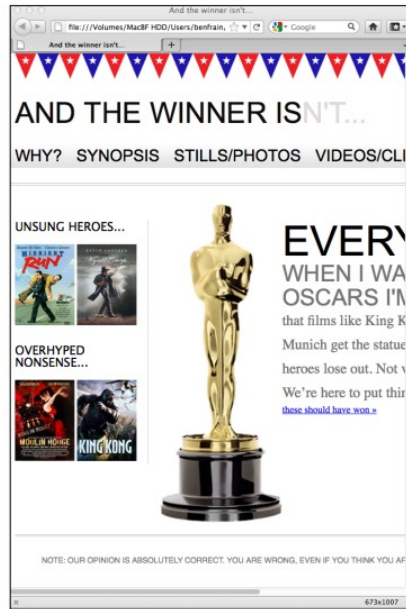 And the winner isn't...
file:///Volumes/MacBF HDD/Users/benfrain,
Google
And the winner isn't...
AND THE WINNER ISN'T...
WHY? SYNOPSIS STILLS/PHOTOS VIDEOS/CLI
UNSUNG HEROES...
MIDNIGHT
RUN
Wyatt Earp
OVERHYPED
NONSENSE...
MOULIN ROUGE
KING KONG
EVERY
WHEN I WA
OSCARS I'M
that films like King K
Munich get the statue
heroes lose out. Not
We're here to put thin
these should have won »
NOTE: OUR OPINION IS ABSOLUTELY CORRECT. YOU ARE WRONG, EVEN IF YOU THINK YOU AR
673x1007